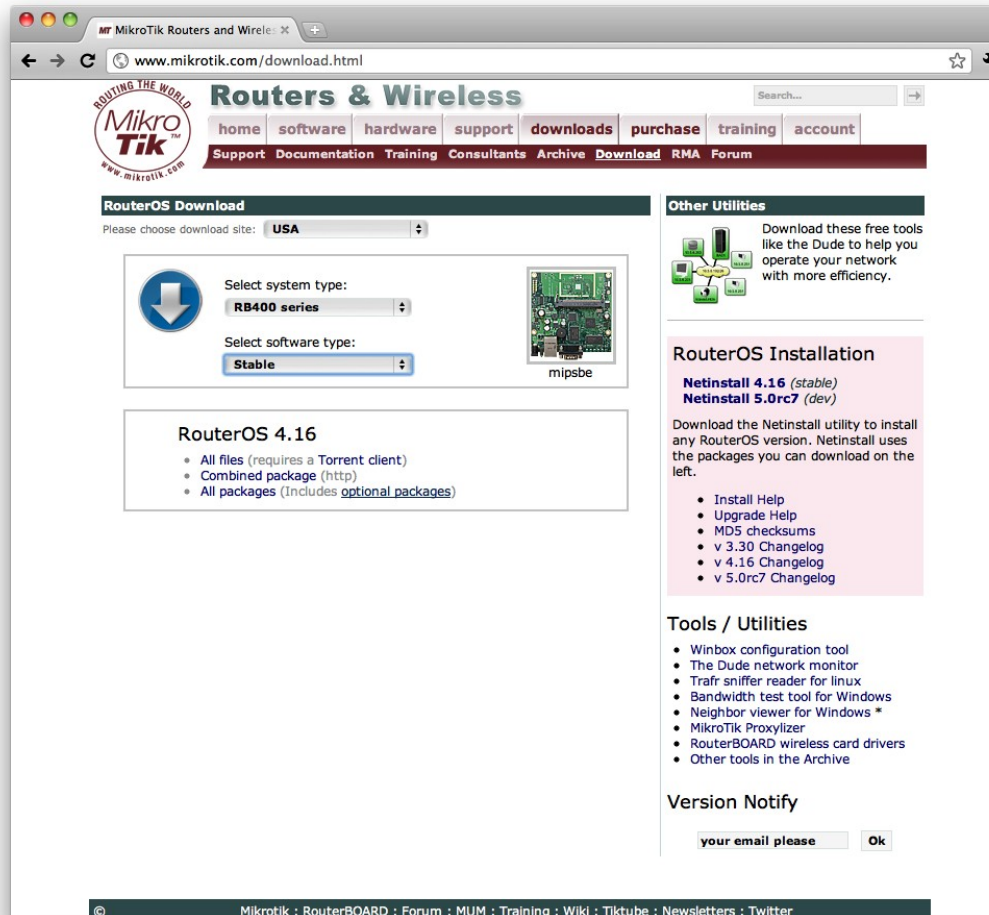 MT MikroTik Routers and Wirele
www.mikrotik.com/download.html
ROUTING THE WORLD
MikroTik™
www.mikrotik.com
Routers & Wireless
Search...
home software hardware support downloads purchase training account
Support Documentation Training Consultants Archive Download RMA Forum
RouterOS Download
Please choose download site: USA
Select system type:
RB400 series
Select software type:
Stable
mipsbe
RouterOS 4.16
All files (requires a Torrent client)
Combined package (http)
All packages (Includes optional packages)
Other Utilities
Download these free tools
like the Dude to help you
operate your network
with more efficiency.
RouterOS Installation
Netinstall 4.16 (stable)
Netinstall 5.0rc7 (dev)
Download the Netinstall utility to install
any RouterOS version. Netinstall uses
the packages you can download on the
left.
Install Help
Upgrade Help
MD5 checksums
v 3.30 Changelog
v 4.16 Changelog
v 5.0rc7 Changelog
Tools / Utilities
Winbox configuration tool
The Dude network monitor
Trafr sniffer reader for linux
Bandwidth test tool for Windows
Neighbor viewer for Windows *
MikroTik Proxylizer
RouterBOARD wireless card drivers
Other tools in the Archive
Version Notify
your email please Ok
© Mikrotik : RouterBOARD : Forum : MUM : Training : Wiki : Tiktube : Newsletters : Twitter